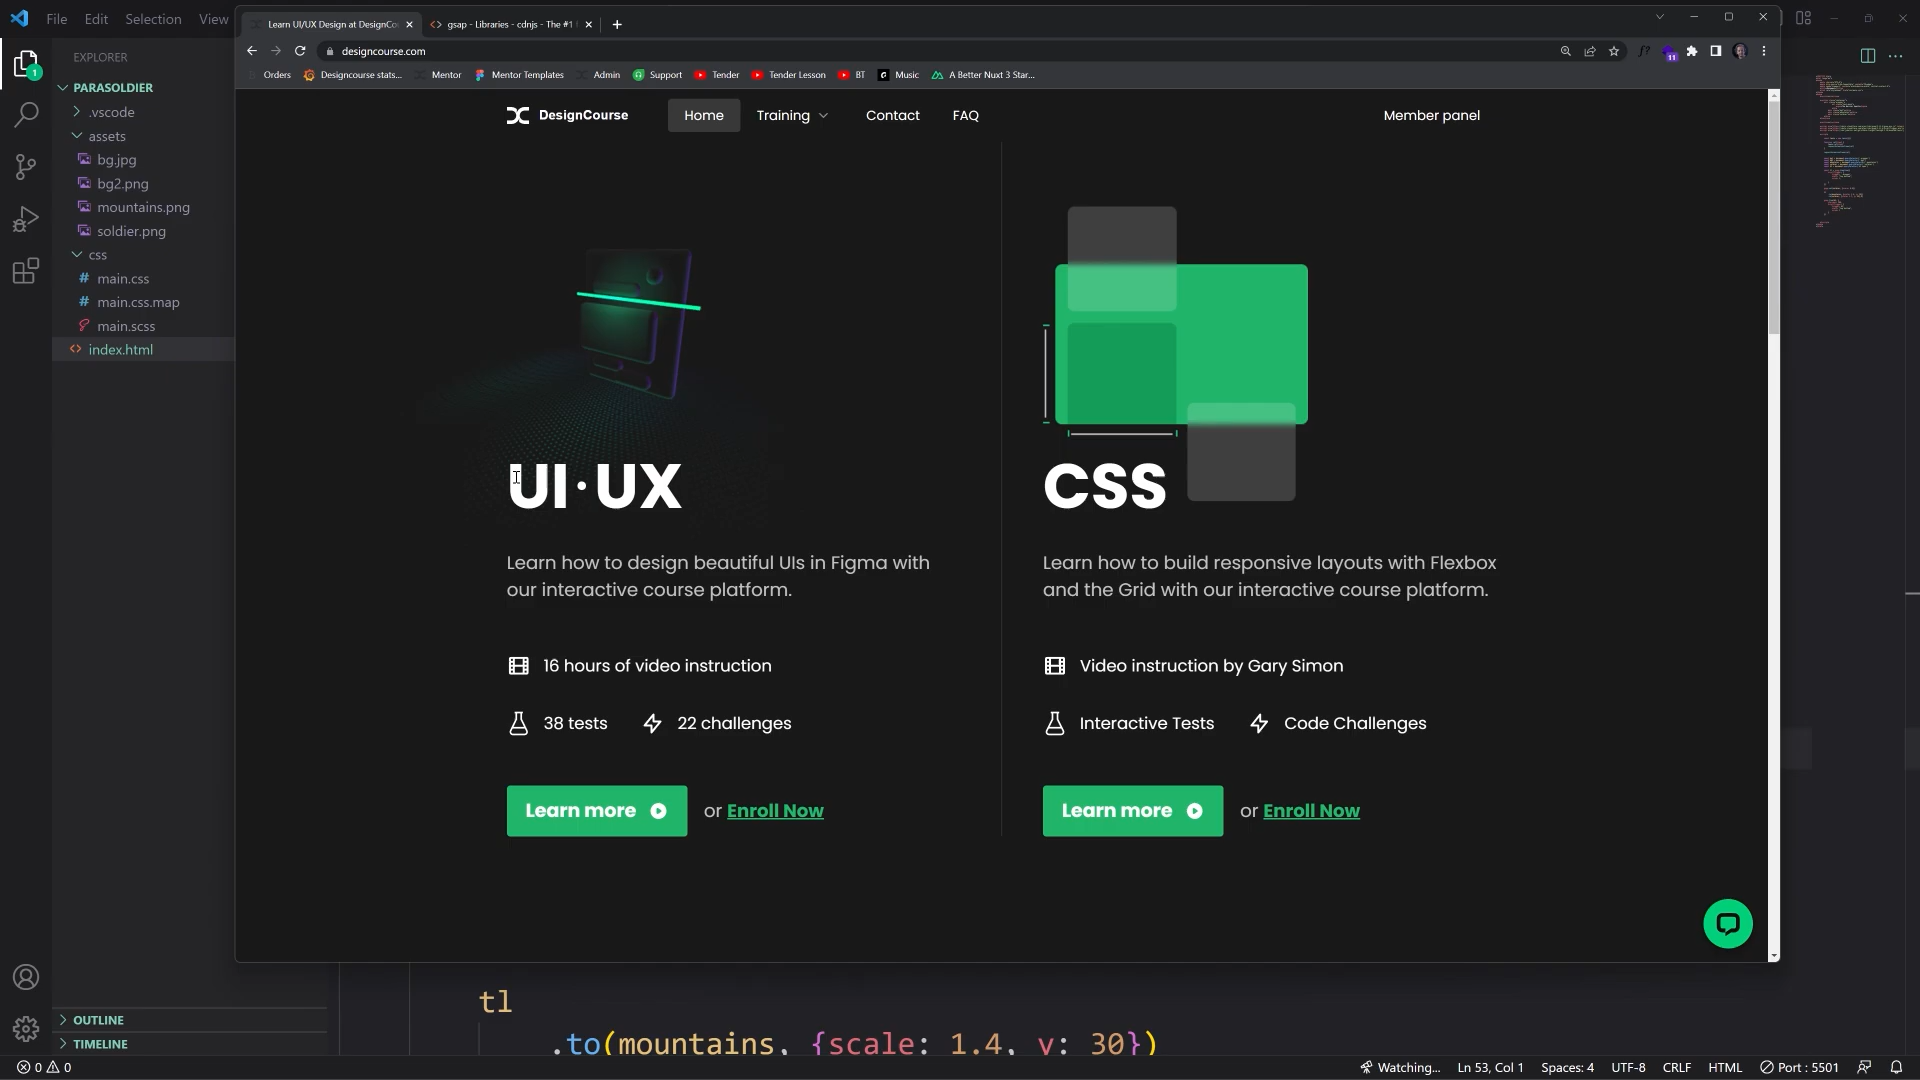 File Edit Selection View
Learn UI/UX Design at DesignCo
gsap - Libraries - cdnjs - The #1
designcourse.com
11
Orders Designcourse stats... Mentor Mentor Templates Admin Support Tender Tender Lesson BT Music A Better Nuxt 3 Star...
EXPLORER
PARASOLDIER
.vscode
assets
bg.jpg
bg2.png
mountains.png
soldier.png
css
main.css
main.css.map
main.scss
index.html
1
OUTLINE
TIMELINE
DesignCourse Home Training Contact FAQ Member panel
UI·UX
Learn how to design beautiful UIs in Figma with
our interactive course platform.
16 hours of video instruction
38 tests 22 challenges
Learn more or Enroll Now
CSS
Learn how to build responsive layouts with Flexbox
and the Grid with our interactive course platform.
Video instruction by Gary Simon
Interactive Tests Code Challenges
Learn more or Enroll Now
tl
.to(mountains, {scale: 1.4, y: 30})
0 0 Watching... Ln 53, Col 1 Spaces: 4 UTF-8 CRLF HTML Port : 5501